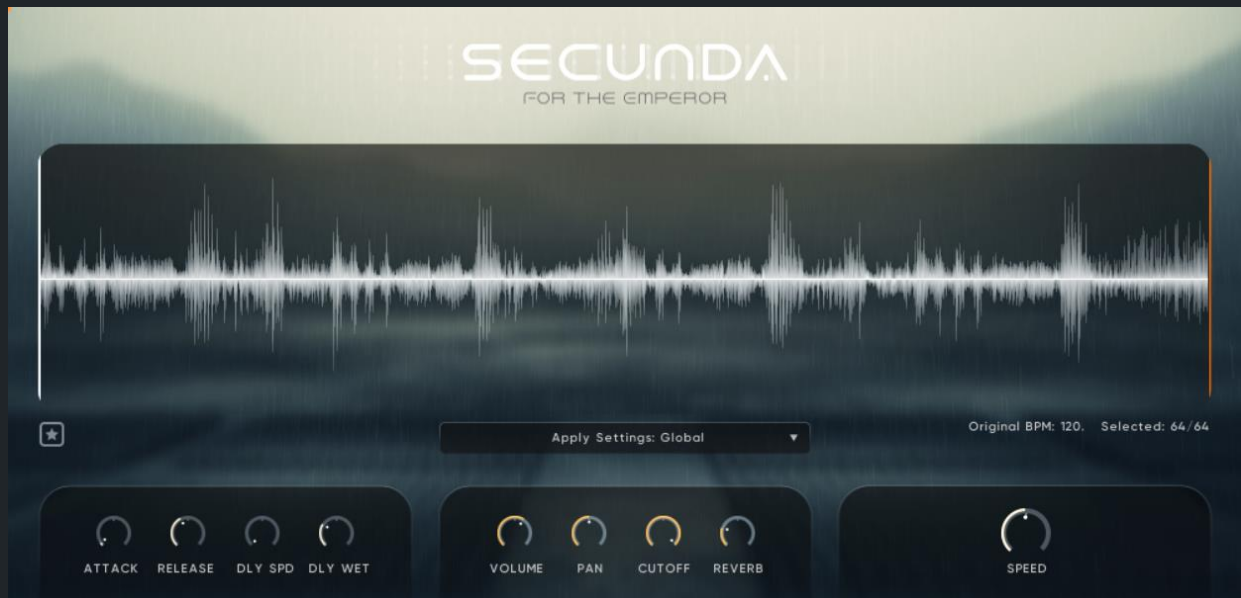 SECUNDA
FOR THE EMPEROR
Apply Settings: Global
Original BPM: 120. Selected: 64/64
ATTACK RELEASE DLY SPD DLY WET
VOLUME PAN CUTOFF REVERB
SPEED